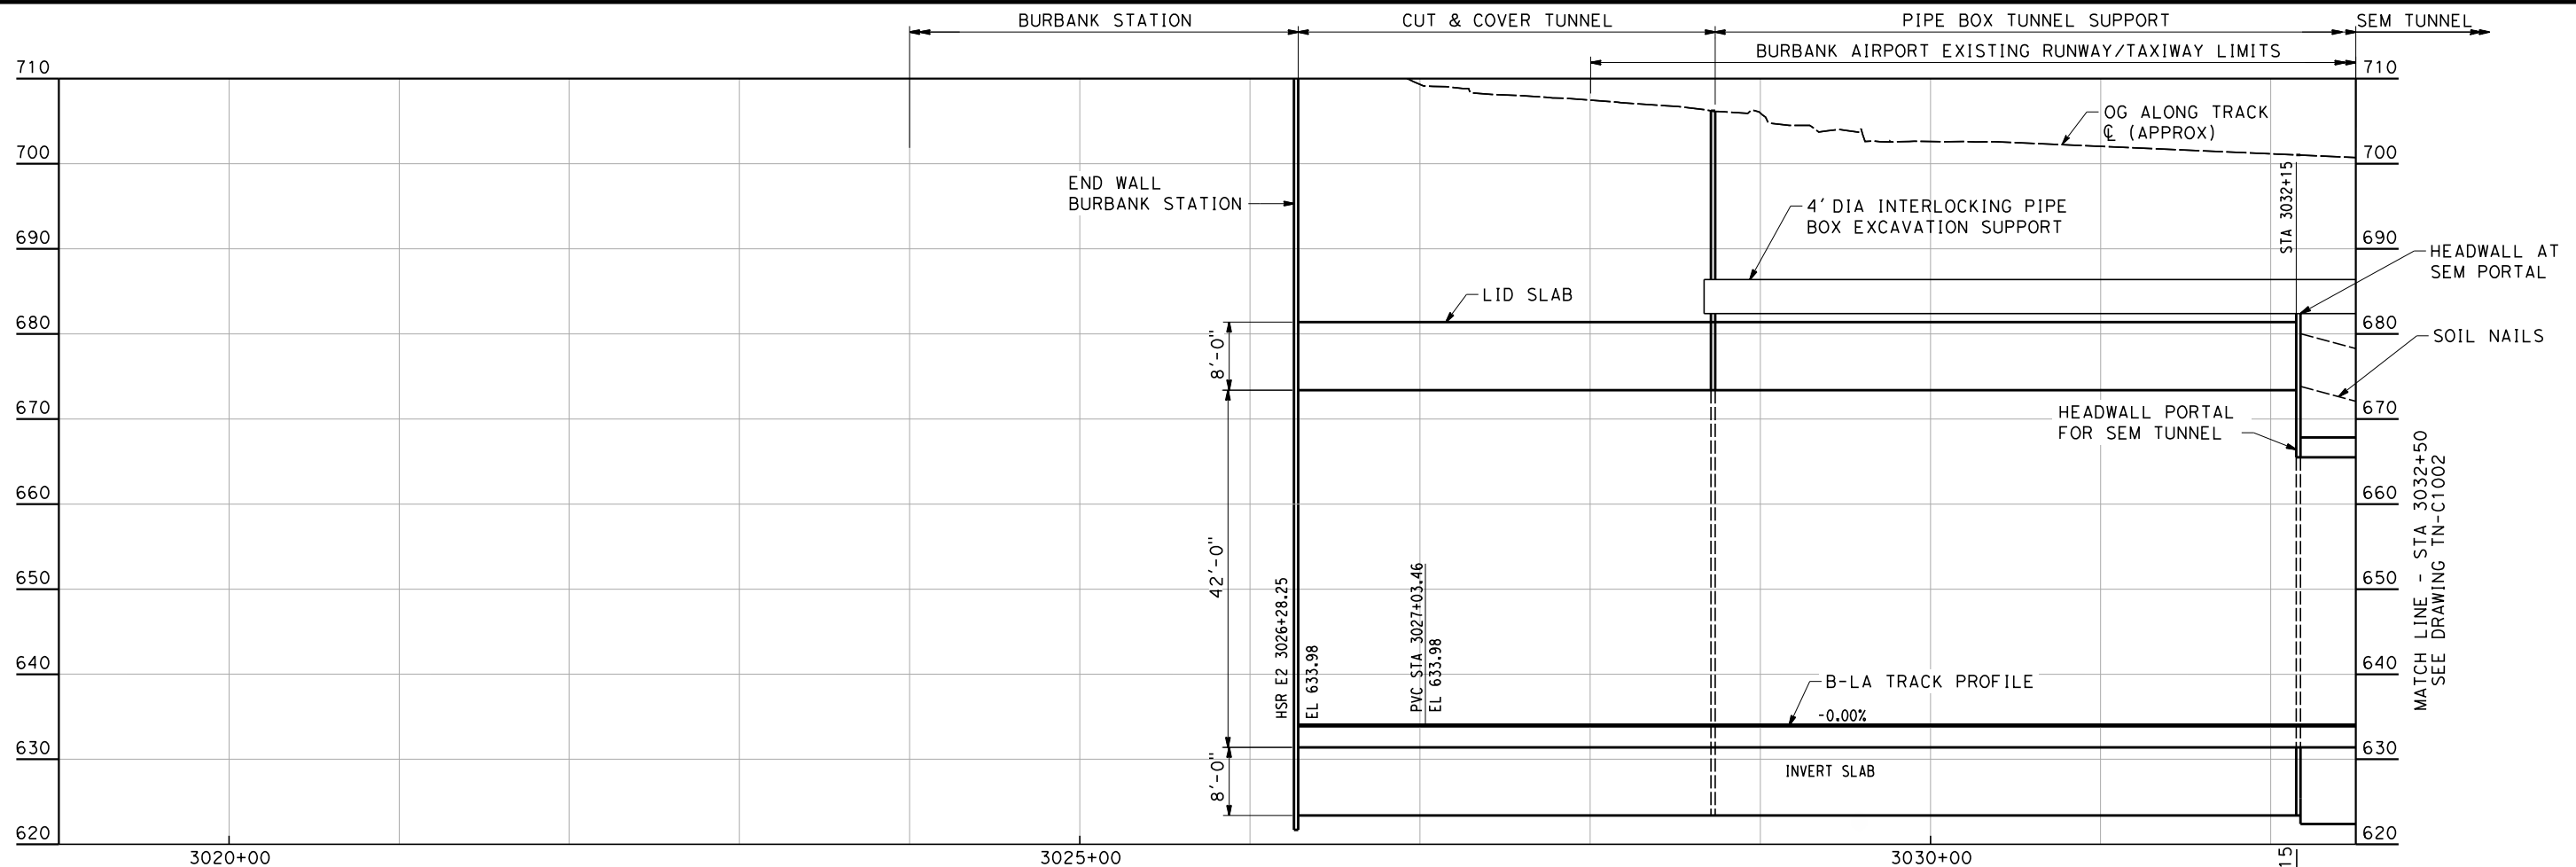 BURBANK STATION
CUT & COVER TUNNEL
PIPE BOX TUNNEL SUPPORT
SEM TUNNEL
BURBANK AIRPORT EXISTING RUNWAY/TAXIWAY LIMITS
710
710
OG ALONG TRACK
℄ (APPROX)
700
700
END WALL
BURBANK STATION
STA 3032+15
4' DIA INTERLOCKING PIPE
BOX EXCAVATION SUPPORT
690
690
HEADWALL AT
SEM PORTAL
LID SLAB
680
680
8'-0"
SOIL NAILS
670
670
HEADWALL PORTAL
FOR SEM TUNNEL
660
660
42'-0"
650
650
HSR E2 3026+28.25
EL 633.98
PVC STA 3027+03.46
EL 633.98
MATCH LINE - STA 3032+50
SEE DRAWING TN-C1002
640
640
B-LA TRACK PROFILE
-0.00%
630
630
8'-0"
INVERT SLAB
620
620
3020+00
3025+00
3030+00
15